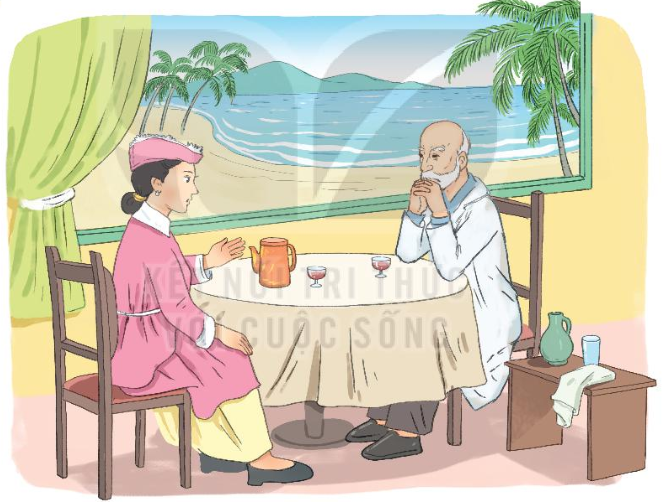 KẾT NỐI TRI THỨC
VỚI CUỘC SỐNG